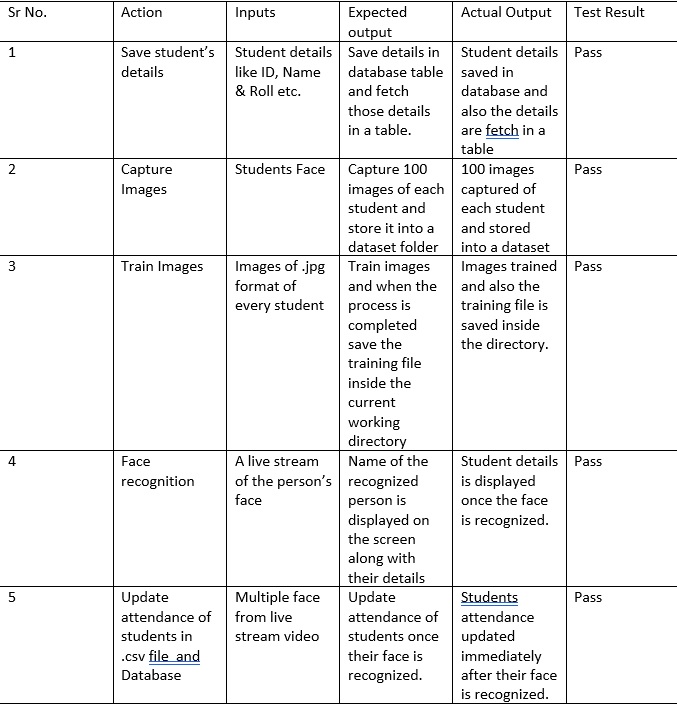 Sr No.
Action
Inputs
Expected
output
Actual Output
Test Result
1
Save student’s
details
Student details
like ID, Name
& Roll etc.
Save details in
database table
and fetch
those details
in a table.
Student details
saved in
database and
also the details
are fetch in a
table
Pass
2
Capture
Images
Students Face
Capture 100
images of each
student and
store it into a
dataset folder
100 images
captured of
each student
and stored
into a dataset
Pass
3
Train Images
Images of .jpg
format of
every student
Train images
and when the
process is
completed
save the
training file
inside the
current
working
directory
Images trained
and also the
training file is
saved inside
the directory.
Pass
4
Face
recognition
A live stream
of the person’s
face
Name of the
recognized
person is
displayed on
the screen
along with
their details
Student details
is displayed
once the face
is recognized.
Pass
5
Update
attendance of
students in
.csv file  and
Database
Multiple face
from live
stream video
Update
attendance of
students once
their face is
recognized.
Students
attendance
updated
immediately
after their face
is recognized.
Pass